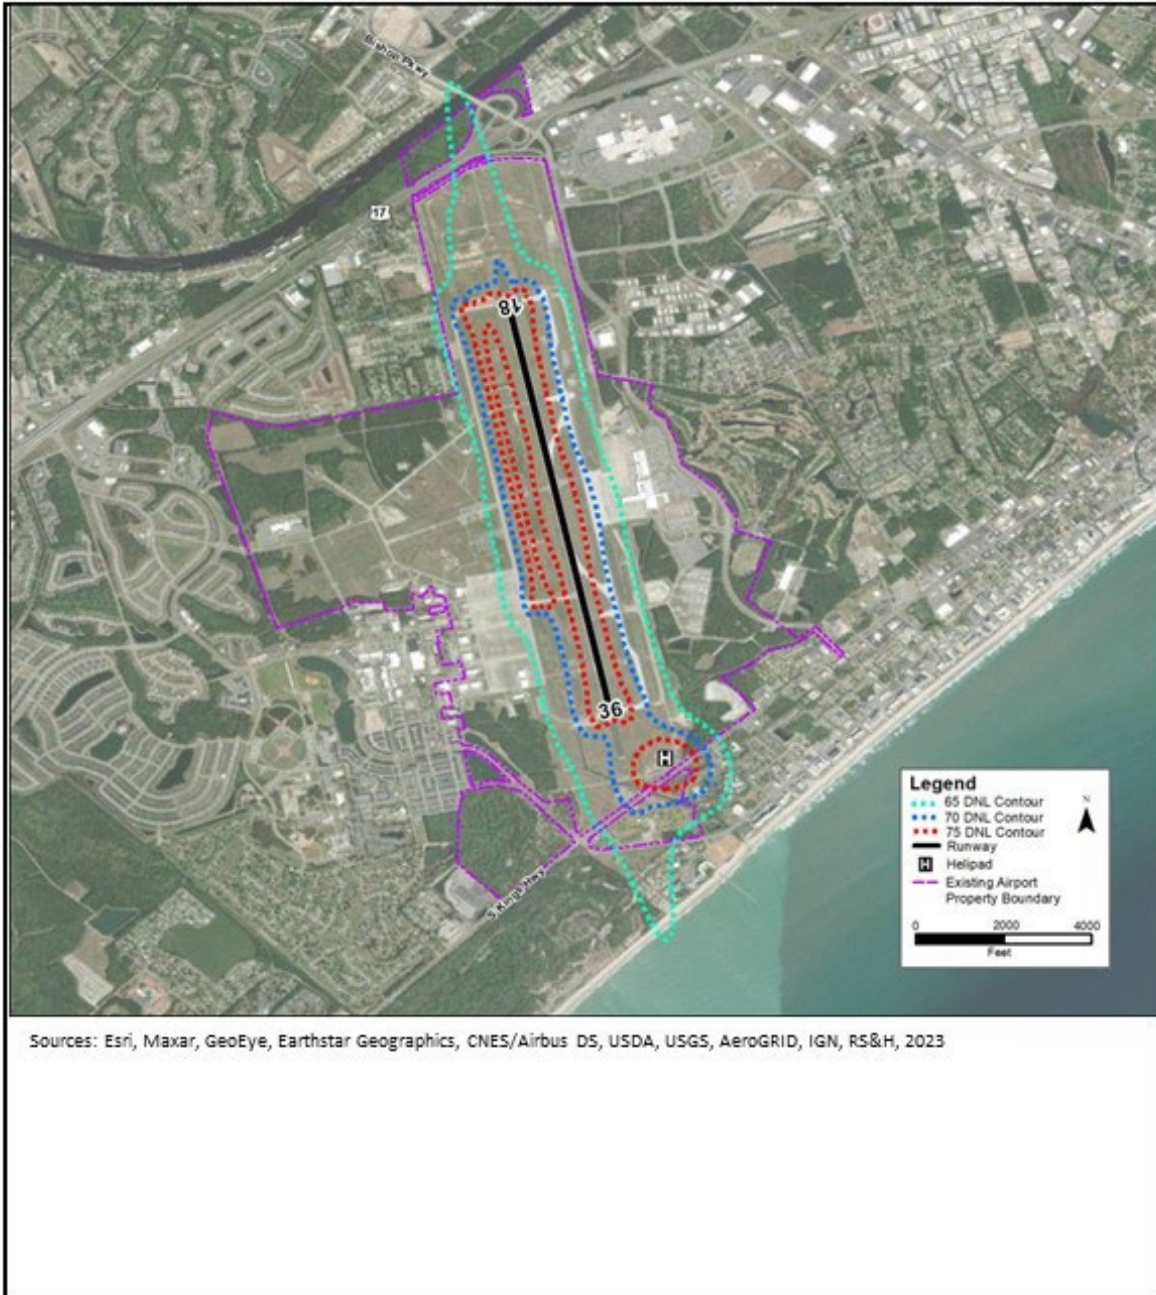 Bishop Pkwy
17
18
36
H
S Kings Hwy
Legend
65 DNL Contour
70 DNL Contour
75 DNL Contour
Runway
H Helipad
Existing Airport
Property Boundary
N
0 2000 4000
Feet
Sources: Esri, Maxar, GeoEye, Earthstar Geographics, CNES/Airbus DS, USDA, USGS, AeroGRID, IGN, RS&H, 2023